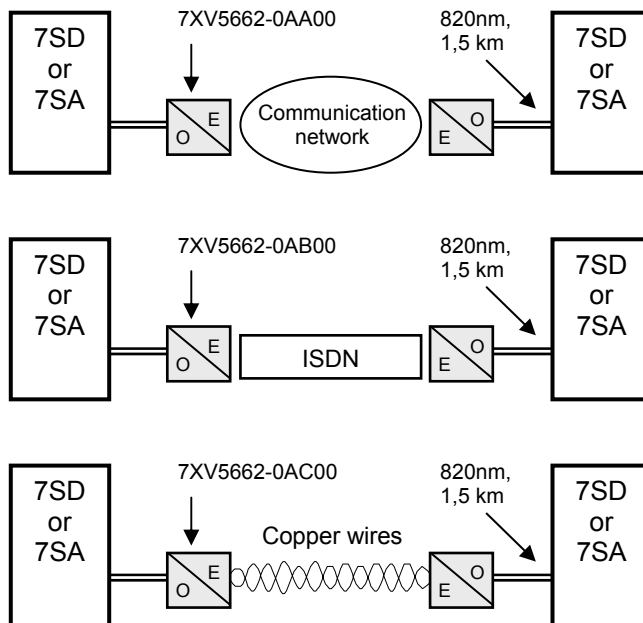 7SD
or
7SA
7XV5662-0AA00
E
O
Communication
network
820nm,
1,5 km
O
E
7SD
or
7SA
7SD
or
7SA
7XV5662-0AB00
E
O
ISDN
820nm,
1,5 km
O
E
7SD
or
7SA
7SD
or
7SA
7XV5662-0AC00
E
O
Copper wires
820nm,
1,5 km
O
E
7SD
or
7SA